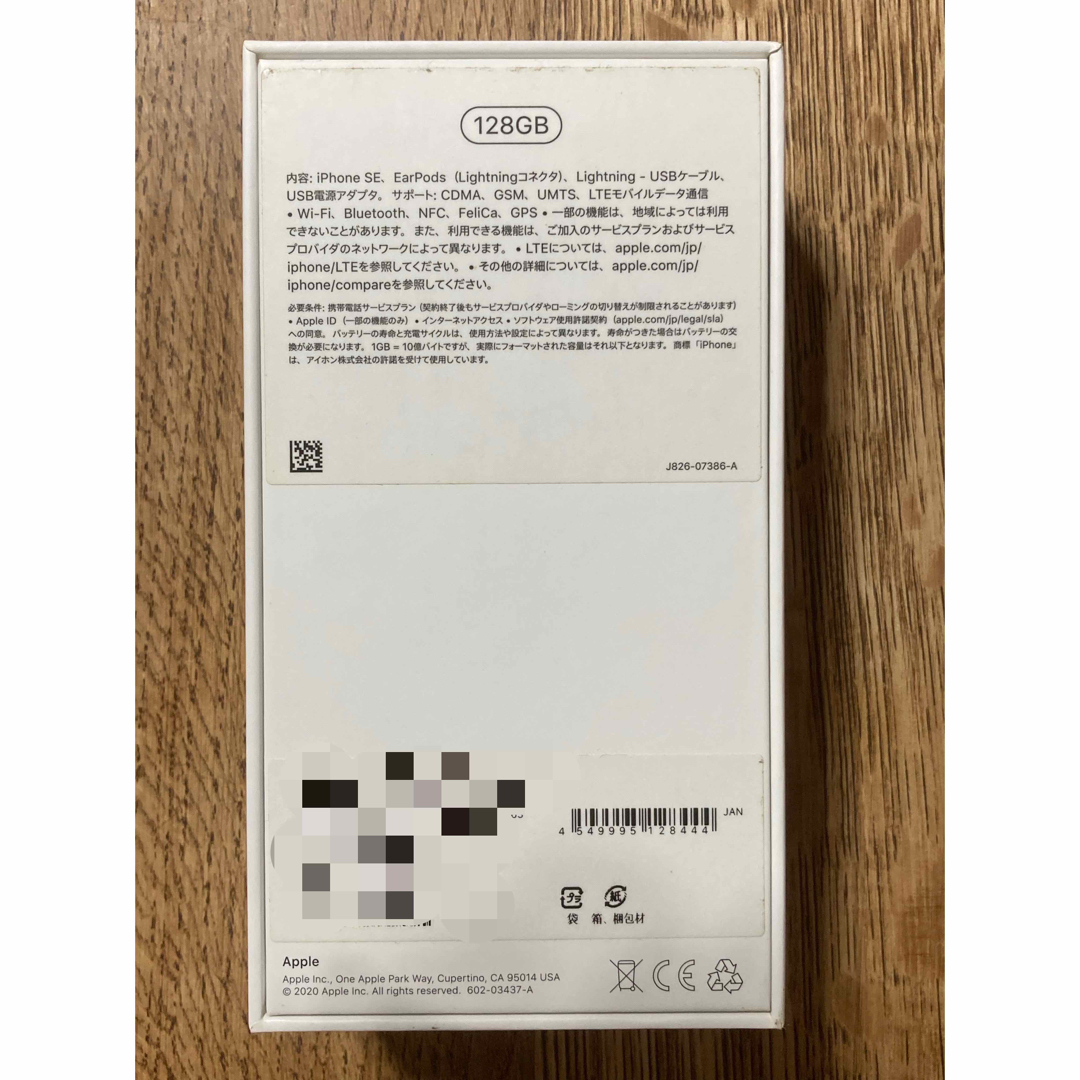 128GB
内容: iPhone SE、EarPods（Lightningコネクタ）、Lightning - USBケーブル、
USB電源アダプタ。 サポート: CDMA、GSM、UMTS、LTEモバイルデータ通信
• Wi-Fi、Bluetooth、NFC、FeliCa、GPS • 一部の機能は、地域によっては利用
できないことがあります。また、利用できる機能は、ご加入のサービスプランおよびサービス
プロバイダのネットワークによって異なります。 • LTEについては、apple.com/jp/
iphone/LTEを参照してください。 • その他の詳細については、apple.com/jp/
iphone/compareを参照してください。
必要条件: 携帯電話サービスプラン（契約終了後もサービスプロバイダやローミングの切り替えが制限されることがあります）
• Apple ID（一部の機能のみ） • インターネットアクセス • ソフトウェア使用許諾契約（apple.com/jp/legal/sla）
への同意。 バッテリーの寿命と充電サイクルは、使用方法や設定によって異なります。 寿命がつきた場合はバッテリーの交
換が必要になります。 1GB = 10億バイトですが、実際にフォーマットされた容量はそれ以下となります。 商標「iPhone」
は、アイホン株式会社の許諾を受けて使用しています。
J826-07386-A
JAN
4 549995 128444
プラ 紙
袋 箱、梱包材
Apple
Apple Inc., One Apple Park Way, Cupertino, CA 95014 USA
© 2020 Apple Inc. All rights reserved. 602-03437-A
CE